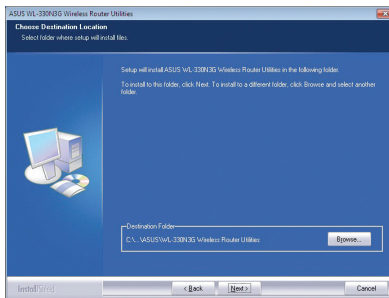 ASUS WL-330N3G Wireless Router Utilities
Choose Destination Location
Select folder where setup will install files.
Setup will install ASUS WL-330N3G Wireless Router Utilities in the following folder.
To install to this folder, click Next. To install to a different folder, click Browse and select another
folder.
Destination Folder
C:\...\ASUS\WL-330N3G Wireless Router Utilities
Browse...
InstallShield
< Back
Next >
Cancel